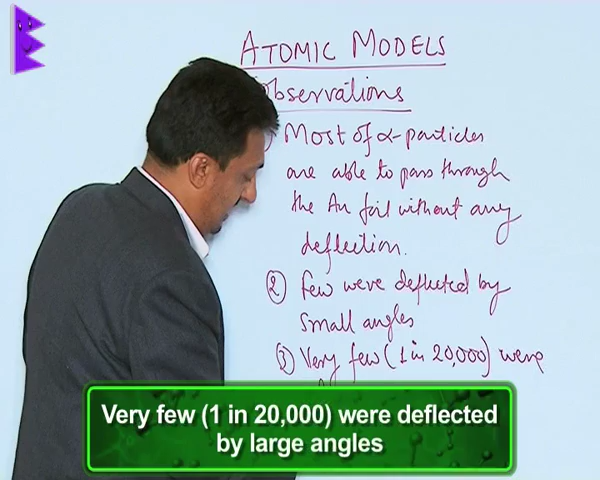 ATOMIC MODELS
Observations
Most of α-particles
are able to pass through
the Au foil without any
deflection.
② Few were deflected by
small angles
③ Very few (1 in 20,000) were
Very few (1 in 20,000) were deflected
by large angles